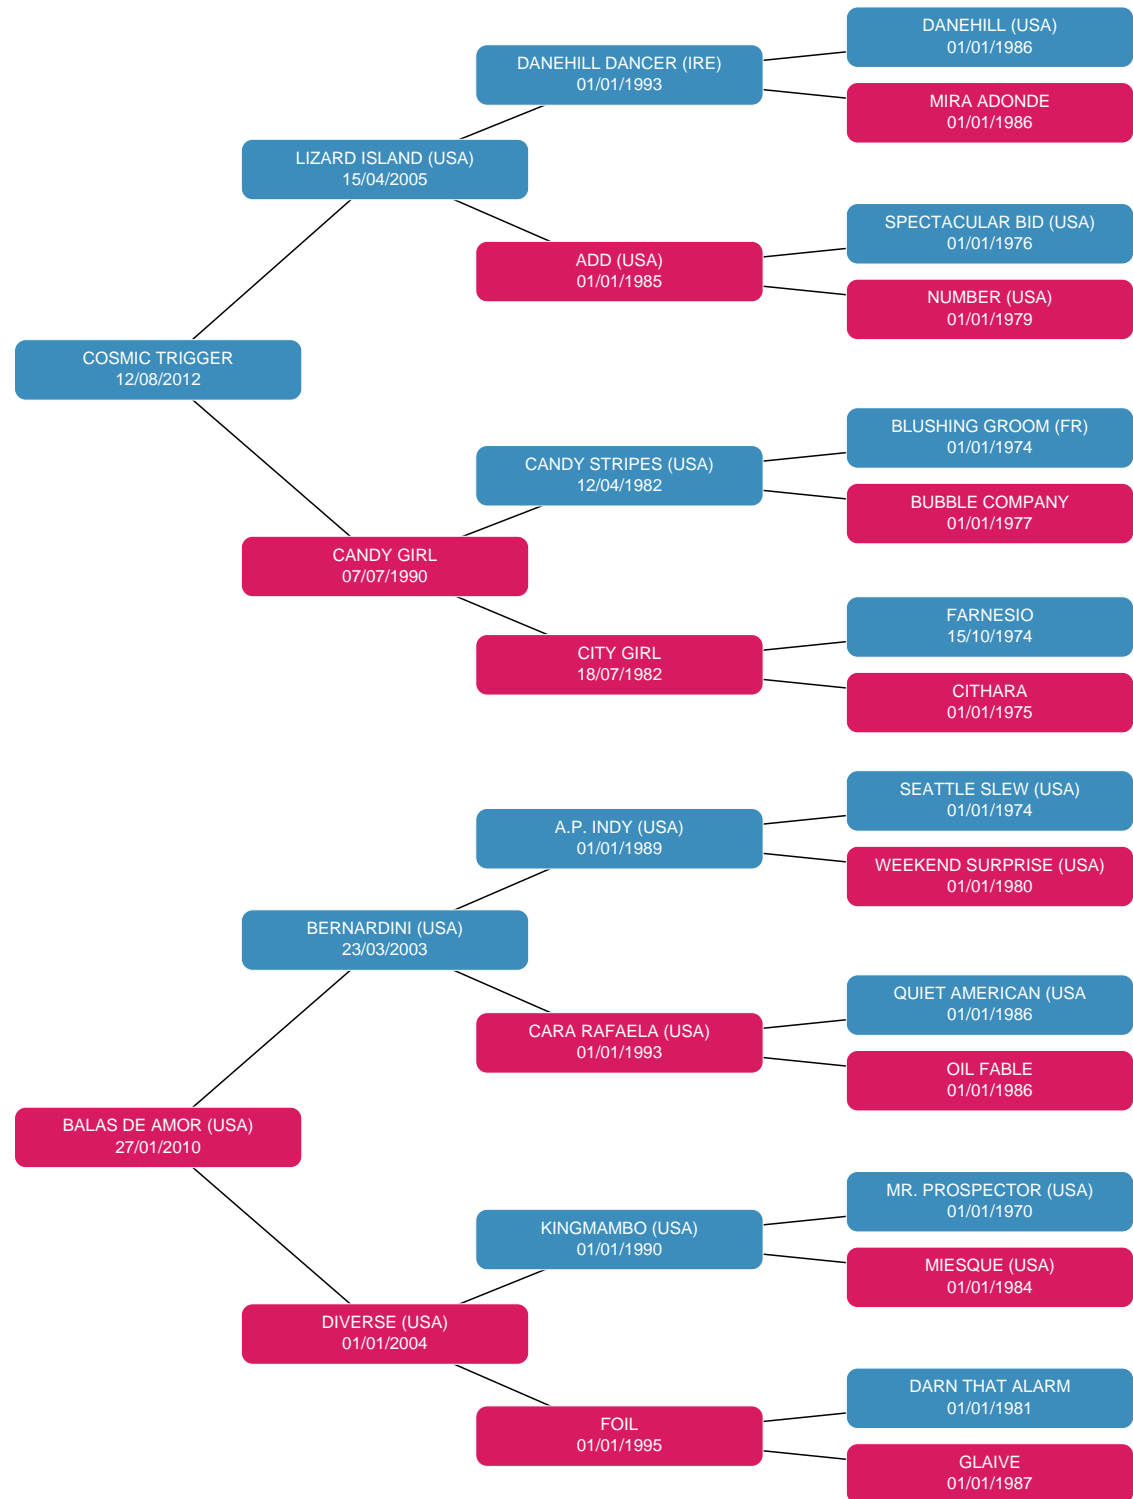 DANEHILL (USA)
01/01/1986
DANEHILL DANCER (IRE)
01/01/1993
MIRA ADONDE
01/01/1986
LIZARD ISLAND (USA)
15/04/2005
SPECTACULAR BID (USA)
01/01/1976
ADD (USA)
01/01/1985
NUMBER (USA)
01/01/1979
COSMIC TRIGGER
12/08/2012
BLUSHING GROOM (FR)
01/01/1974
CANDY STRIPES (USA)
12/04/1982
BUBBLE COMPANY
01/01/1977
CANDY GIRL
07/07/1990
FARNESIO
15/10/1974
CITY GIRL
18/07/1982
CITHARA
01/01/1975
SEATTLE SLEW (USA)
01/01/1974
A.P. INDY (USA)
01/01/1989
WEEKEND SURPRISE (USA)
01/01/1980
BERNARDINI (USA)
23/03/2003
QUIET AMERICAN (USA
01/01/1986
CARA RAFAELA (USA)
01/01/1993
OIL FABLE
01/01/1986
BALAS DE AMOR (USA)
27/01/2010
MR. PROSPECTOR (USA)
01/01/1970
KINGMAMBO (USA)
01/01/1990
MIESQUE (USA)
01/01/1984
DIVERSE (USA)
01/01/2004
DARN THAT ALARM
01/01/1981
FOIL
01/01/1995
GLAIVE
01/01/1987